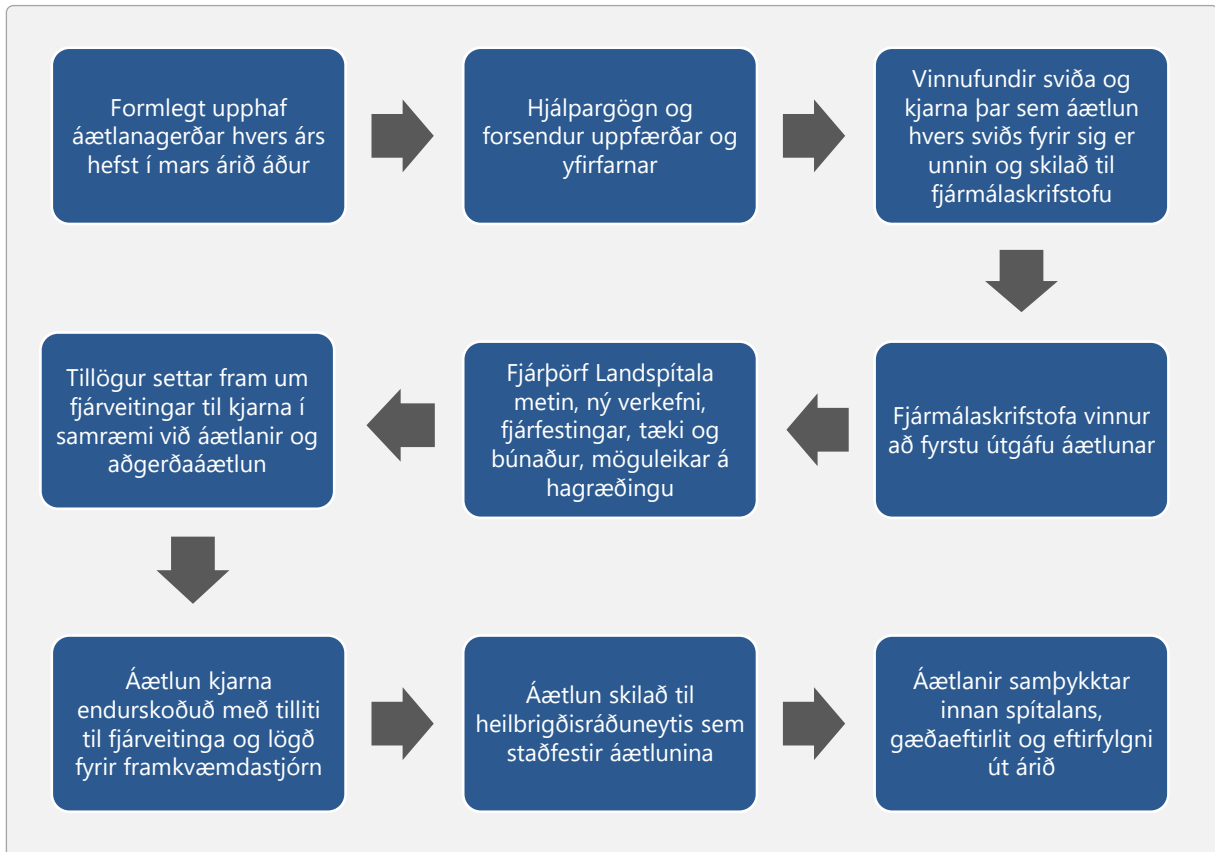 Formlegt upphaf
áætlanagerðar hvers árs
hefst í mars árið áður
Hjálpargögn og
forsendur uppfærðar og
yfirfarnar
Vinnufundir sviða og
kjarna þar sem áætlun
hvers sviðs fyrir sig er
unnin og skilað til
fjármálaskrifstofu
Fjármálaskrifstofa vinnur
að fyrstu útgáfu áætlunar
Fjárþörf Landspítala
metin, ný verkefni,
fjárfestingar, tæki og
búnaður, möguleikar á
hagræðingu
Tillögur settar fram um
fjárveitingar til kjarna í
samræmi við áætlanir og
aðgerðaáætlun
Áætlun kjarna
endurskoðuð með tilliti
til fjárveitinga og lögð
fyrir framkvæmdastjórn
Áætlun skilað til
heilbrigðisráðuneytis sem
staðfestir áætlunina
Áætlanir samþykktar
innan spítalans,
gæðaeftirlit og eftirfylgni
út árið